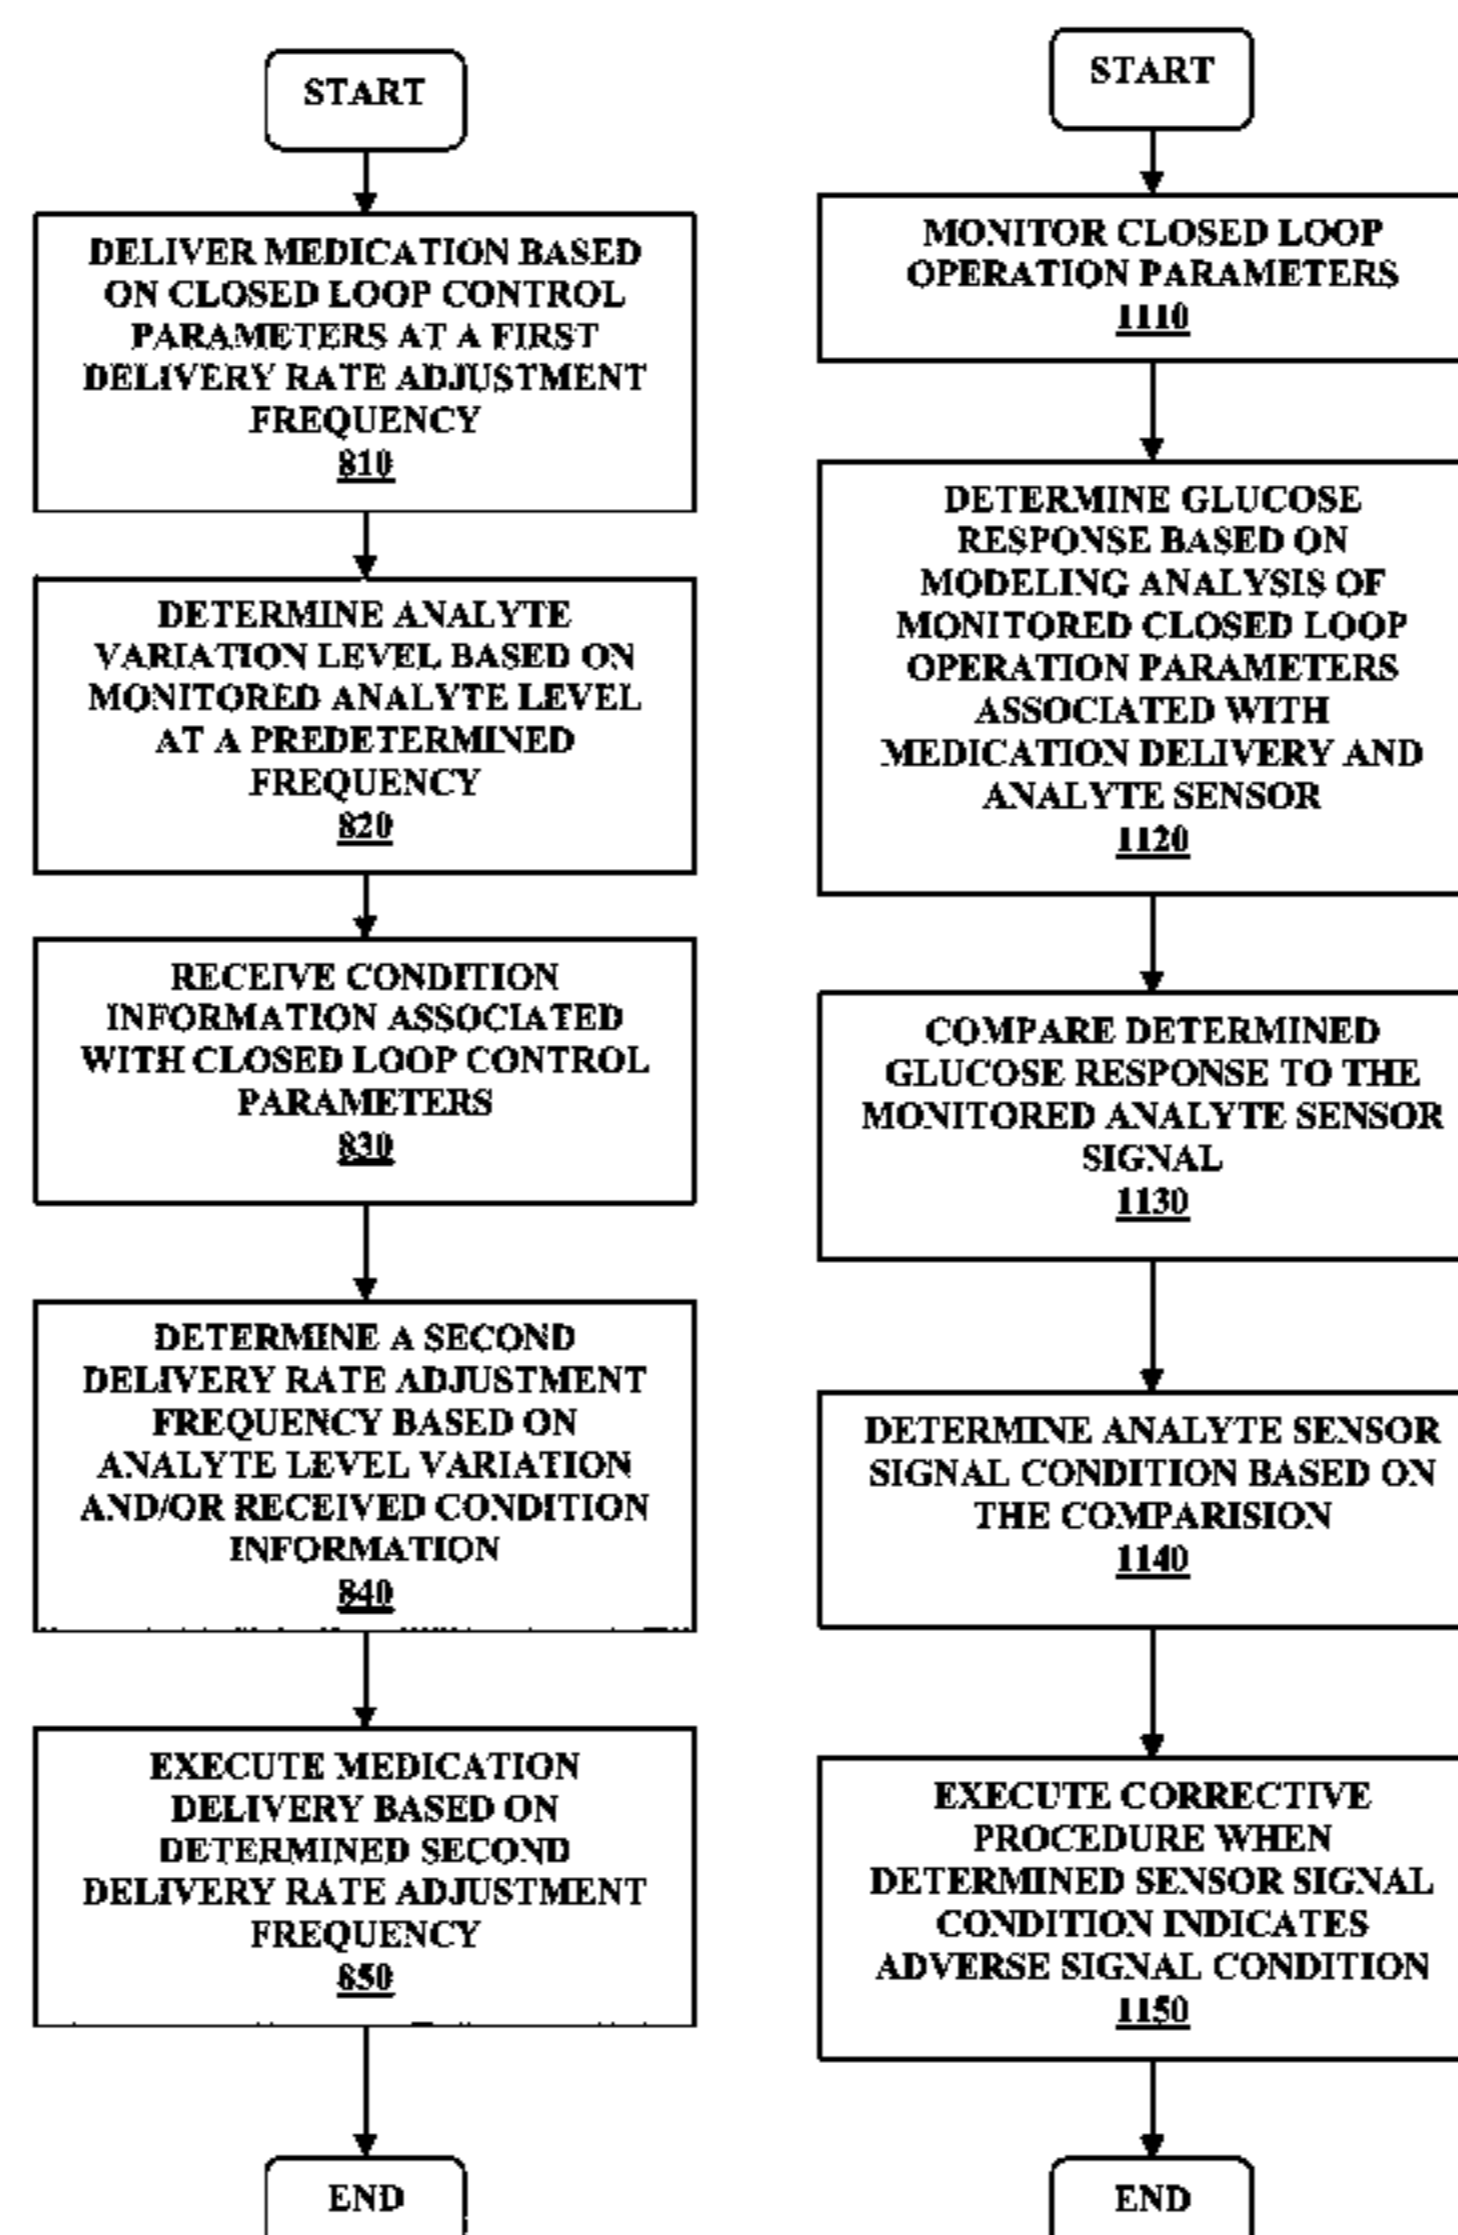 START
DELIVER MEDICATION BASED
ON CLOSED LOOP CONTROL
PARAMETERS AT A FIRST
DELIVERY RATE ADJUSTMENT
FREQUENCY
810
DETERMINE ANALYTE
VARIATION LEVEL BASED ON
MONITORED ANALYTE LEVEL
AT A PREDETERMINED
FREQUENCY
820
RECEIVE CONDITION
INFORMATION ASSOCIATED
WITH CLOSED LOOP CONTROL
PARAMETERS
830
DETERMINE A SECOND
DELIVERY RATE ADJUSTMENT
FREQUENCY BASED ON
ANALYTE LEVEL VARIATION
AND/OR RECEIVED CONDITION
INFORMATION
840
EXECUTE MEDICATION
DELIVERY BASED ON
DETERMINED SECOND
DELIVERY RATE ADJUSTMENT
FREQUENCY
850
END
START
MONITOR CLOSED LOOP
OPERATION PARAMETERS
1110
DETERMINE GLUCOSE
RESPONSE BASED ON
MODELING ANALYSIS OF
MONITORED CLOSED LOOP
OPERATION PARAMETERS
ASSOCIATED WITH
MEDICATION DELIVERY AND
ANALYTE SENSOR
1120
COMPARE DETERMINED
GLUCOSE RESPONSE TO THE
MONITORED ANALYTE SENSOR
SIGNAL
1130
DETERMINE ANALYTE SENSOR
SIGNAL CONDITION BASED ON
THE COMPARISION
1140
EXECUTE CORRECTIVE
PROCEDURE WHEN
DETERMINED SENSOR SIGNAL
CONDITION INDICATES
ADVERSE SIGNAL CONDITION
1150
END